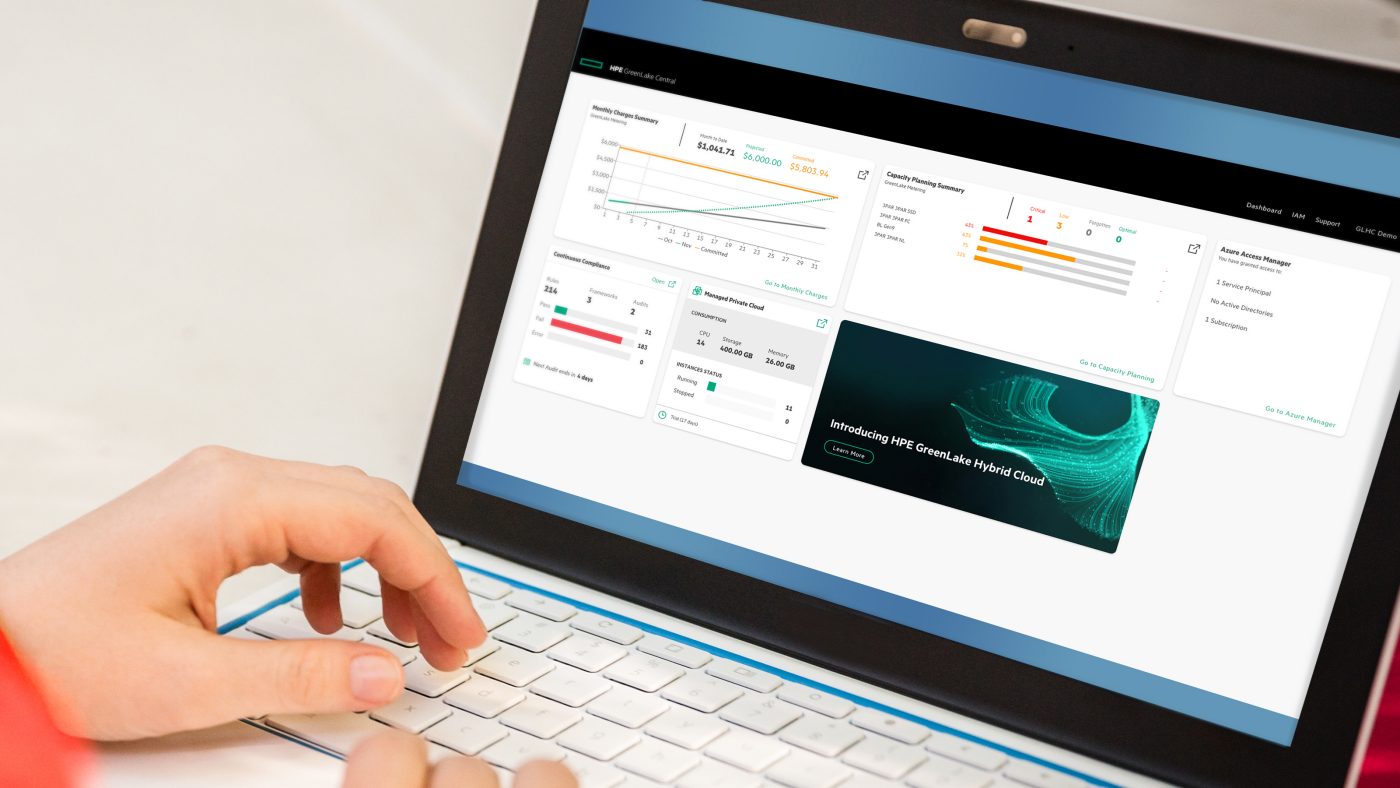 HPE GreenLake Central
Dashboard IAM Support GLHC Demo
Monthly Charges Summary
GreenLake Metering
Month to Date
$1,041.71
Projected
$6,000.00
Committed
$5,803.94
$6,000
$4,500
$3,000
$1,500
$0
1 3 5 7 9 11 13 15 17 19 21 23 25 27 29 31
Oct Nov Committed
Go to Monthly Charges
Capacity Planning Summary
GreenLake Metering
Critical
1
Low
3
Forgotten
0
Optimal
0
3PAR 3PAR SSD
3PAR 3PAR FC
BL Gen9
3PAR 3PAR NL
Go to Capacity Planning
Azure Access Manager
You have granted access to:
1 Service Principal
No Active Directories
1 Subscription
Go to Azure Manager
Continuous Compliance
Open
Rules
214
Frameworks
3
Audits
2
Pass 31
Fail 183
Error 0
Next Audit ends in 4 days
Managed Private Cloud
CONSUMPTION
CPU
14
Storage
400.00 GB
Memory
26.00 GB
INSTANCES STATUS
Running 11
Stopped 0
Trial (17 days)
Introducing HPE GreenLake Hybrid Cloud
Learn More